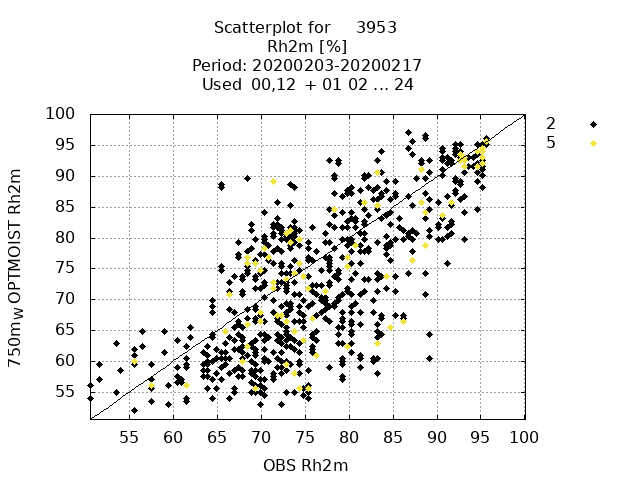 Scatterplot for 3953
Rh2m [%]
Period: 20200203-20200217
Used 00,12 + 01 02 ... 24
2
5
100
95
90
85
80
75
70
65
60
55
750mw OPTMOIST Rh2m
55 60 65 70 75 80 85 90 95 100
OBS Rh2m